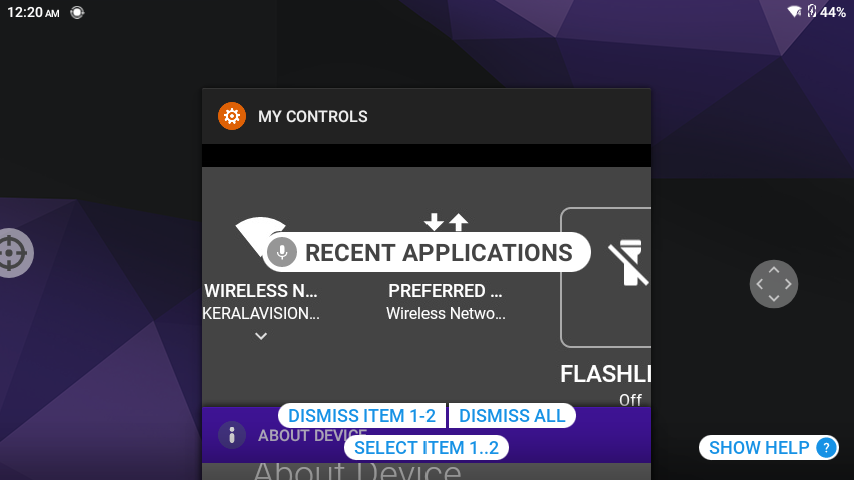 12:20 AM
44%
MY CONTROLS
RECENT APPLICATIONS
WIRELESS N...
PREFERRED ...
KERALAVISION...
Wireless Netwo...
FLASHLI
Off
DISMISS ITEM 1-2
DISMISS ALL
ABOUT DEVICE
SELECT ITEM 1..2
SHOW HELP ?
About Device